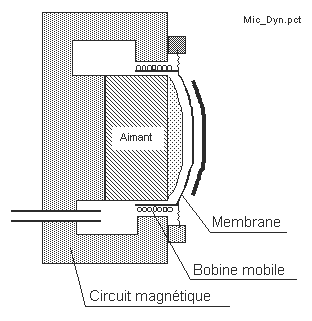 Mic_Dyn.pct
Aimant
Membrane
Bobine mobile
Circuit magnétique